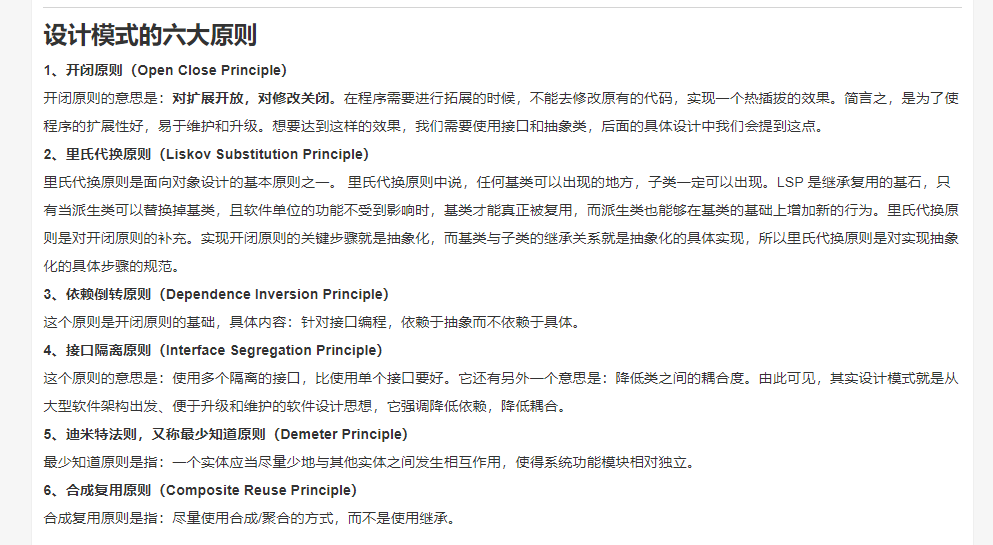 设计模式的六大原则
1、开闭原则（Open Close Principle）
开闭原则的意思是：对扩展开放，对修改关闭。在程序需要进行拓展的时候，不能去修改原有的代码，实现一个热插拔的效果。简言之，是为了使
程序的扩展性好，易于维护和升级。想要达到这样的效果，我们需要使用接口和抽象类，后面的具体设计中我们会提到这点。
2、里氏代换原则（Liskov Substitution Principle）
里氏代换原则是面向对象设计的基本原则之一。 里氏代换原则中说，任何基类可以出现的地方，子类一定可以出现。LSP 是继承复用的基石，只
有当派生类可以替换掉基类，且软件单位的功能不受到影响时，基类才能真正被复用，而派生类也能够在基类的基础上增加新的行为。里氏代换原
则是对开闭原则的补充。实现开闭原则的关键步骤就是抽象化，而基类与子类的继承关系就是抽象化的具体实现，所以里氏代换原则是对实现抽象
化的具体步骤的规范。
3、依赖倒转原则（Dependence Inversion Principle）
这个原则是开闭原则的基础，具体内容：针对接口编程，依赖于抽象而不依赖于具体。
4、接口隔离原则（Interface Segregation Principle）
这个原则的意思是：使用多个隔离的接口，比使用单个接口要好。它还有另外一个意思是：降低类之间的耦合度。由此可见，其实设计模式就是从
大型软件架构出发、便于升级和维护的软件设计思想，它强调降低依赖，降低耦合。
5、迪米特法则，又称最少知道原则（Demeter Principle）
最少知道原则是指：一个实体应当尽量少地与其他实体之间发生相互作用，使得系统功能模块相对独立。
6、合成复用原则（Composite Reuse Principle）
合成复用原则是指：尽量使用合成/聚合的方式，而不是使用继承。